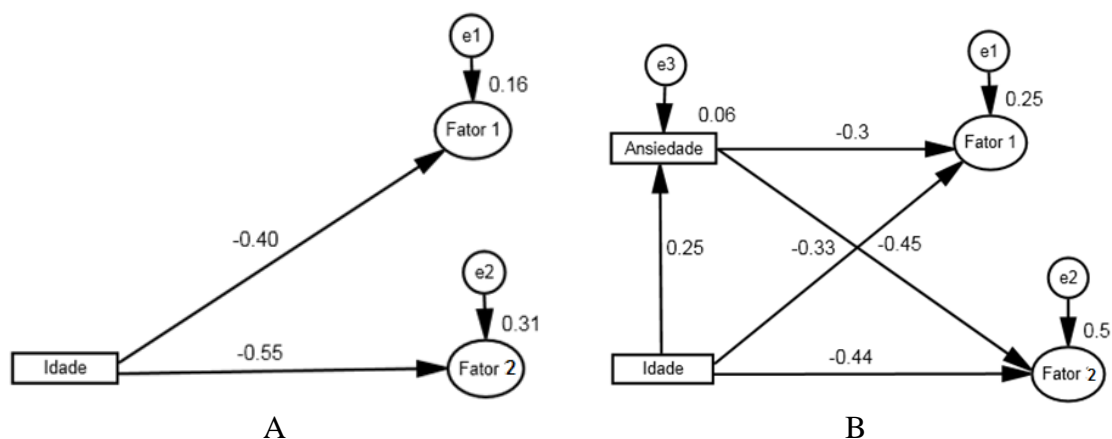 e1
0.16
Fator 1
-0.40
e2
0.31
Idade
-0.55
Fator 2
A
e3
e1
0.06
0.25
Ansiedade
-0.3
Fator 1
0.25
-0.33
-0.45
e2
0.5
Idade
-0.44
Fator 2
B